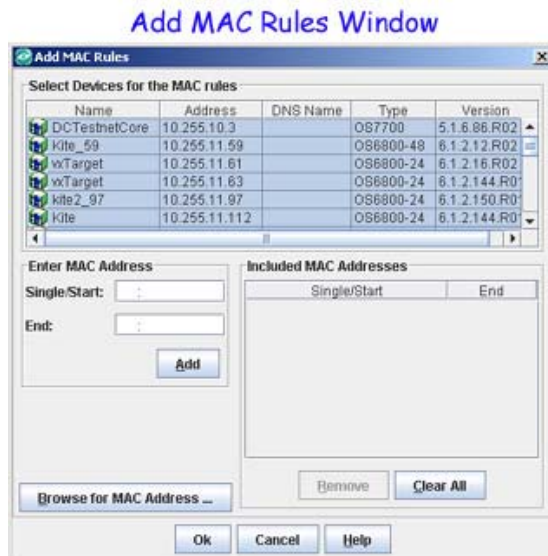 Add MAC Rules Window
Add MAC Rules
Select Devices for the MAC rules
Name Address DNS Name Type Version
DCTestnetCore 10.255.10.3 OS7700 5.1.6.86.R02
Kite_59 10.255.11.59 OS6800-48 6.1.2.12.R02
vxTarget 10.255.11.61 OS6800-24 6.1.2.16.R02
vxTarget 10.255.11.63 OS6800-24 6.1.2.144.R01
kite2_97 10.255.11.97 OS6800-24 6.1.2.150.R01
Kite 10.255.11.112 OS6800-24 6.1.2.144.R01
Enter MAC Address
Single/Start: :
End: :
Add
Included MAC Addresses
Single/Start End
Remove Clear All
Browse for MAC Address ...
Ok Cancel Help